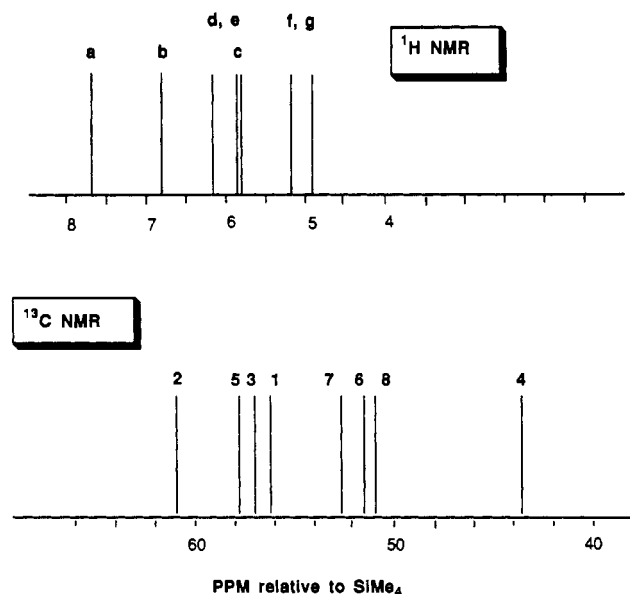 d, e f, g
¹H NMR
a b c
8 7 6 5 4
¹³C NMR
2 5 3 1 7 6 8 4
60 50 40
PPM relative to SiMe₄